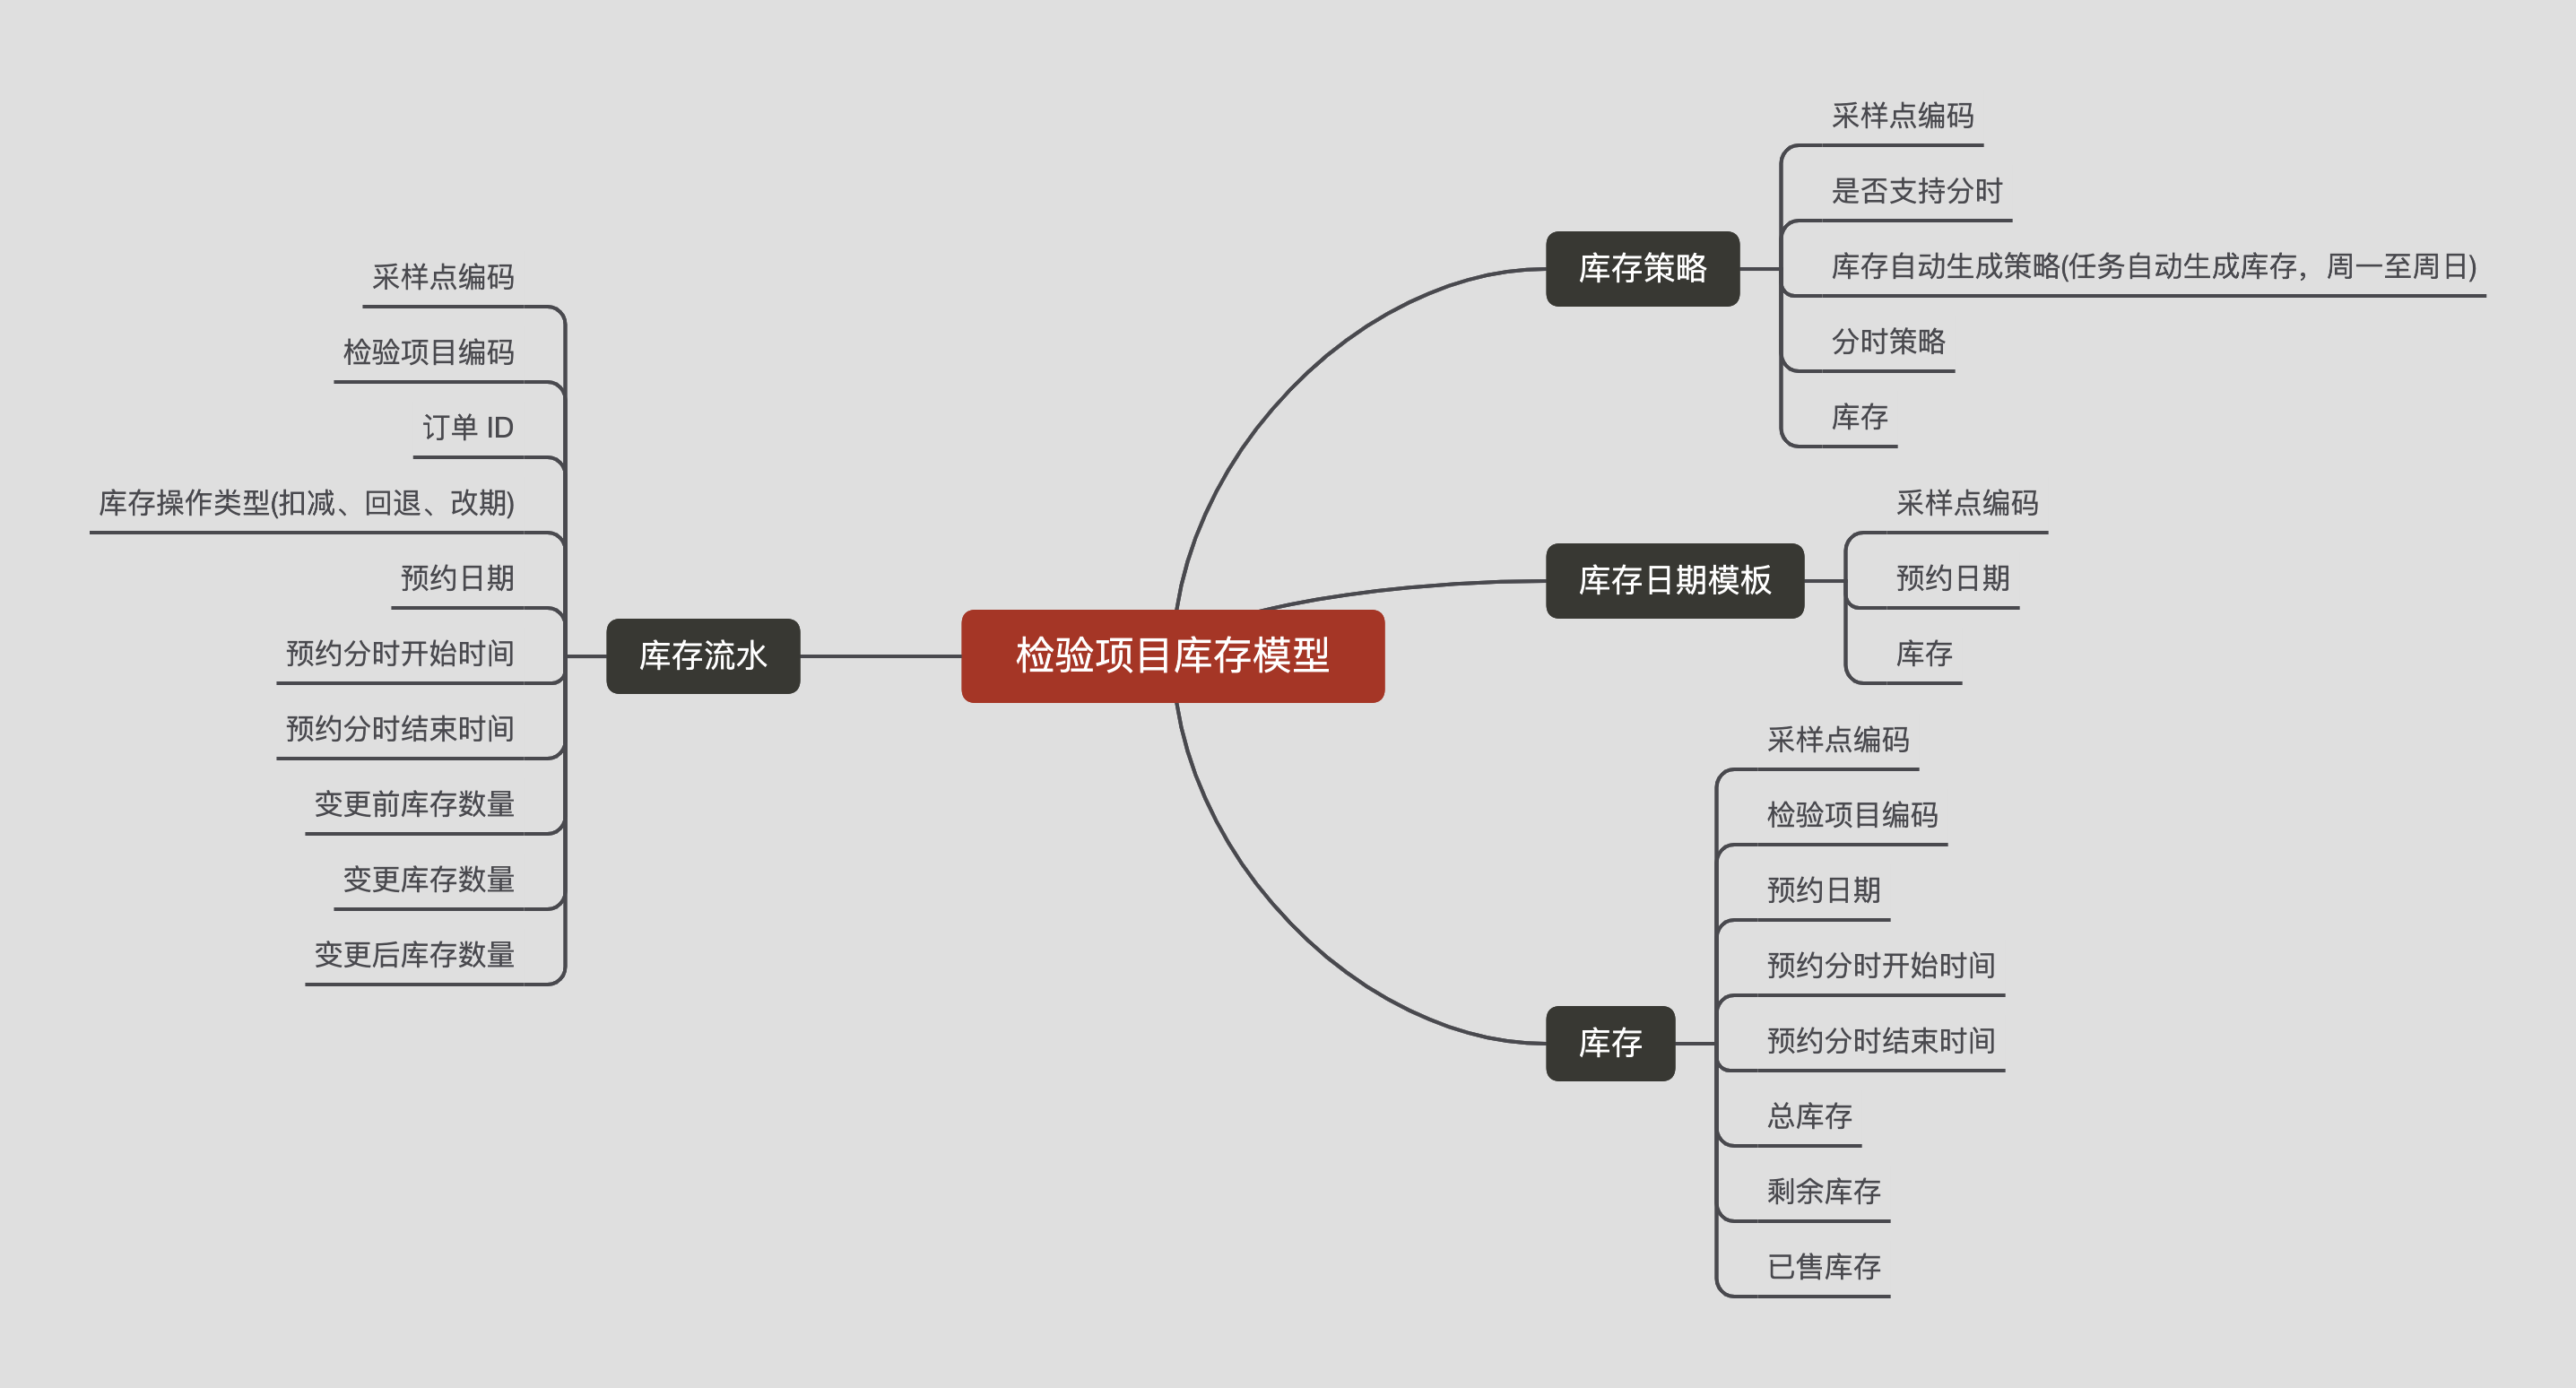 检验项目库存模型
库存策略
采样点编码
是否支持分时
库存自动生成策略(任务自动生成库存，周一至周日)
分时策略
库存
库存日期模板
采样点编码
预约日期
库存
库存
采样点编码
检验项目编码
预约日期
预约分时开始时间
预约分时结束时间
总库存
剩余库存
已售库存
库存流水
采样点编码
检验项目编码
订单 ID
库存操作类型(扣减、回退、改期)
预约日期
预约分时开始时间
预约分时结束时间
变更前库存数量
变更库存数量
变更后库存数量